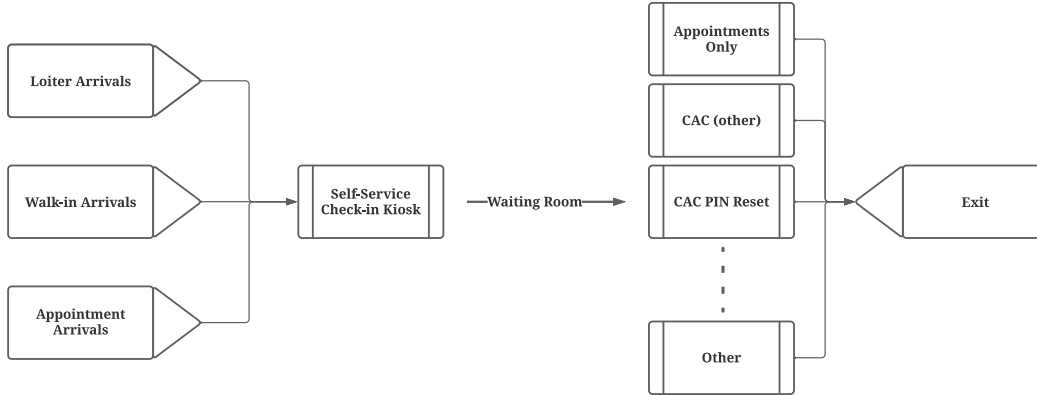 Loiter Arrivals
Walk-in Arrivals
Appointment
Arrivals
Self-Service
Check-in Kiosk
Waiting Room
Appointments
Only
CAC (other)
CAC PIN Reset
Other
Exit